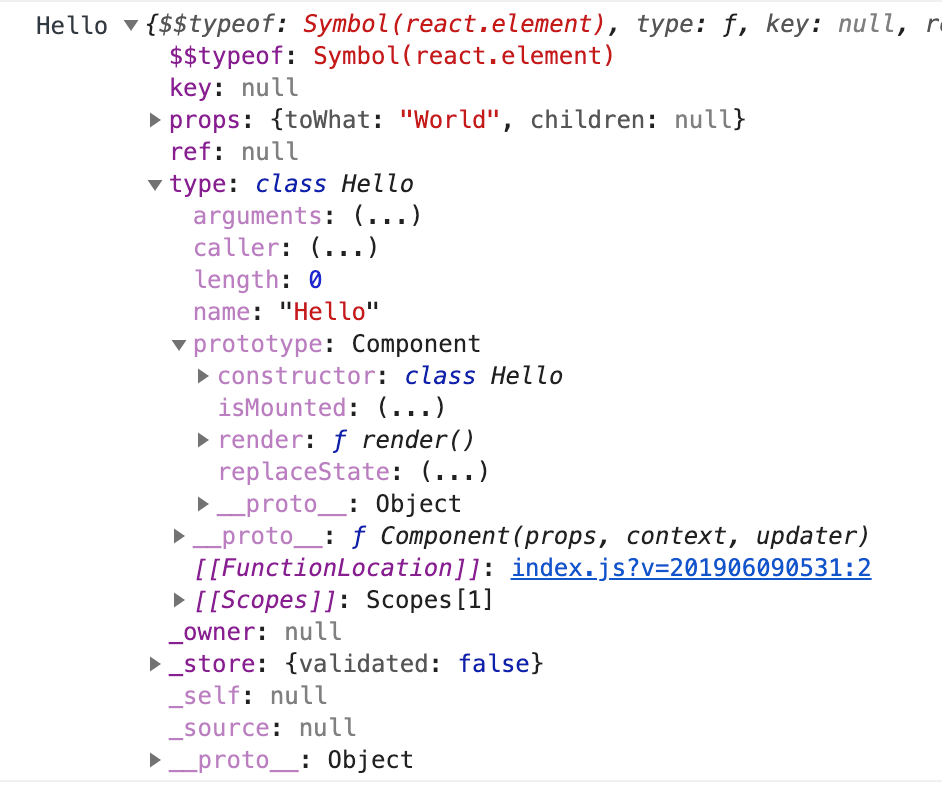 Hello ▼{$$typeof: Symbol(react.element), type: ƒ, key: null, r
$$typeof: Symbol(react.element)
key: null
▶props: {toWhat: "World", children: null}
ref: null
▼type: class Hello
arguments: (...)
caller: (...)
length: 0
name: "Hello"
▼prototype: Component
▶constructor: class Hello
isMounted: (...)
▶render: ƒ render()
replaceState: (...)
▶__proto__: Object
▶__proto__: ƒ Component(props, context, updater)
[[FunctionLocation]]: index.js?v=201906090531:2
▶[[Scopes]]: Scopes[1]
_owner: null
▶_store: {validated: false}
_self: null
_source: null
▶__proto__: Object